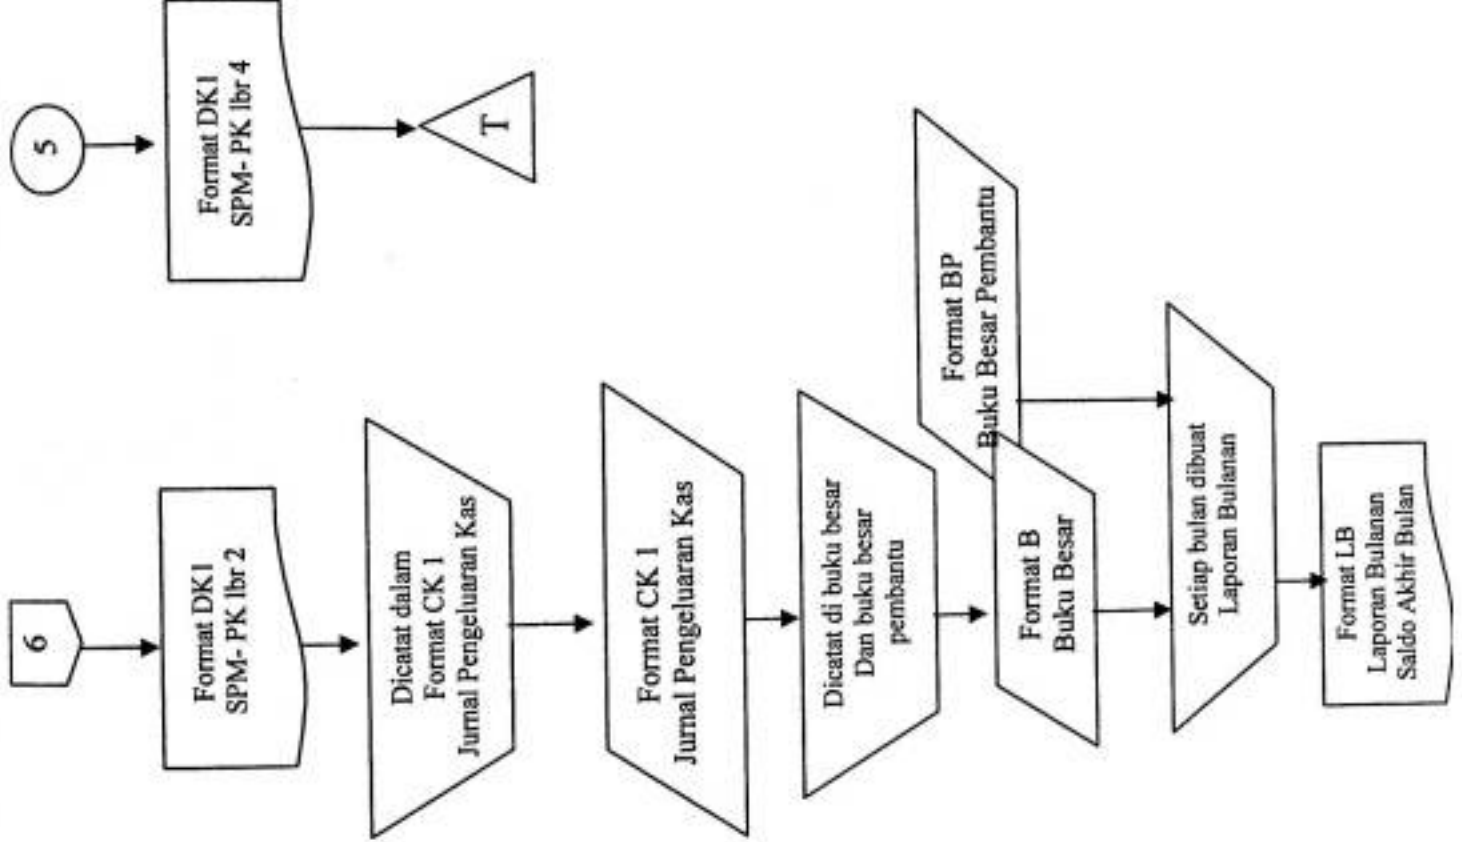 6
Format DK1
SPM- PK lbr 2
Dicatat dalam
Format CK 1
Jurnal Pengeluaran Kas
Format CK 1
Jurnal Pengeluaran Kas
Dicatat di buku besar
Dan buku besar
pembantu
Format B
Buku Besar
Format BP
Buku Besar Pembantu
Setiap bulan dibuat
Laporan Bulanan
Format LB
Laporan Bulanan
Saldo Akhir Bulan
5
Format DK1
SPM- PK lbr 4
T